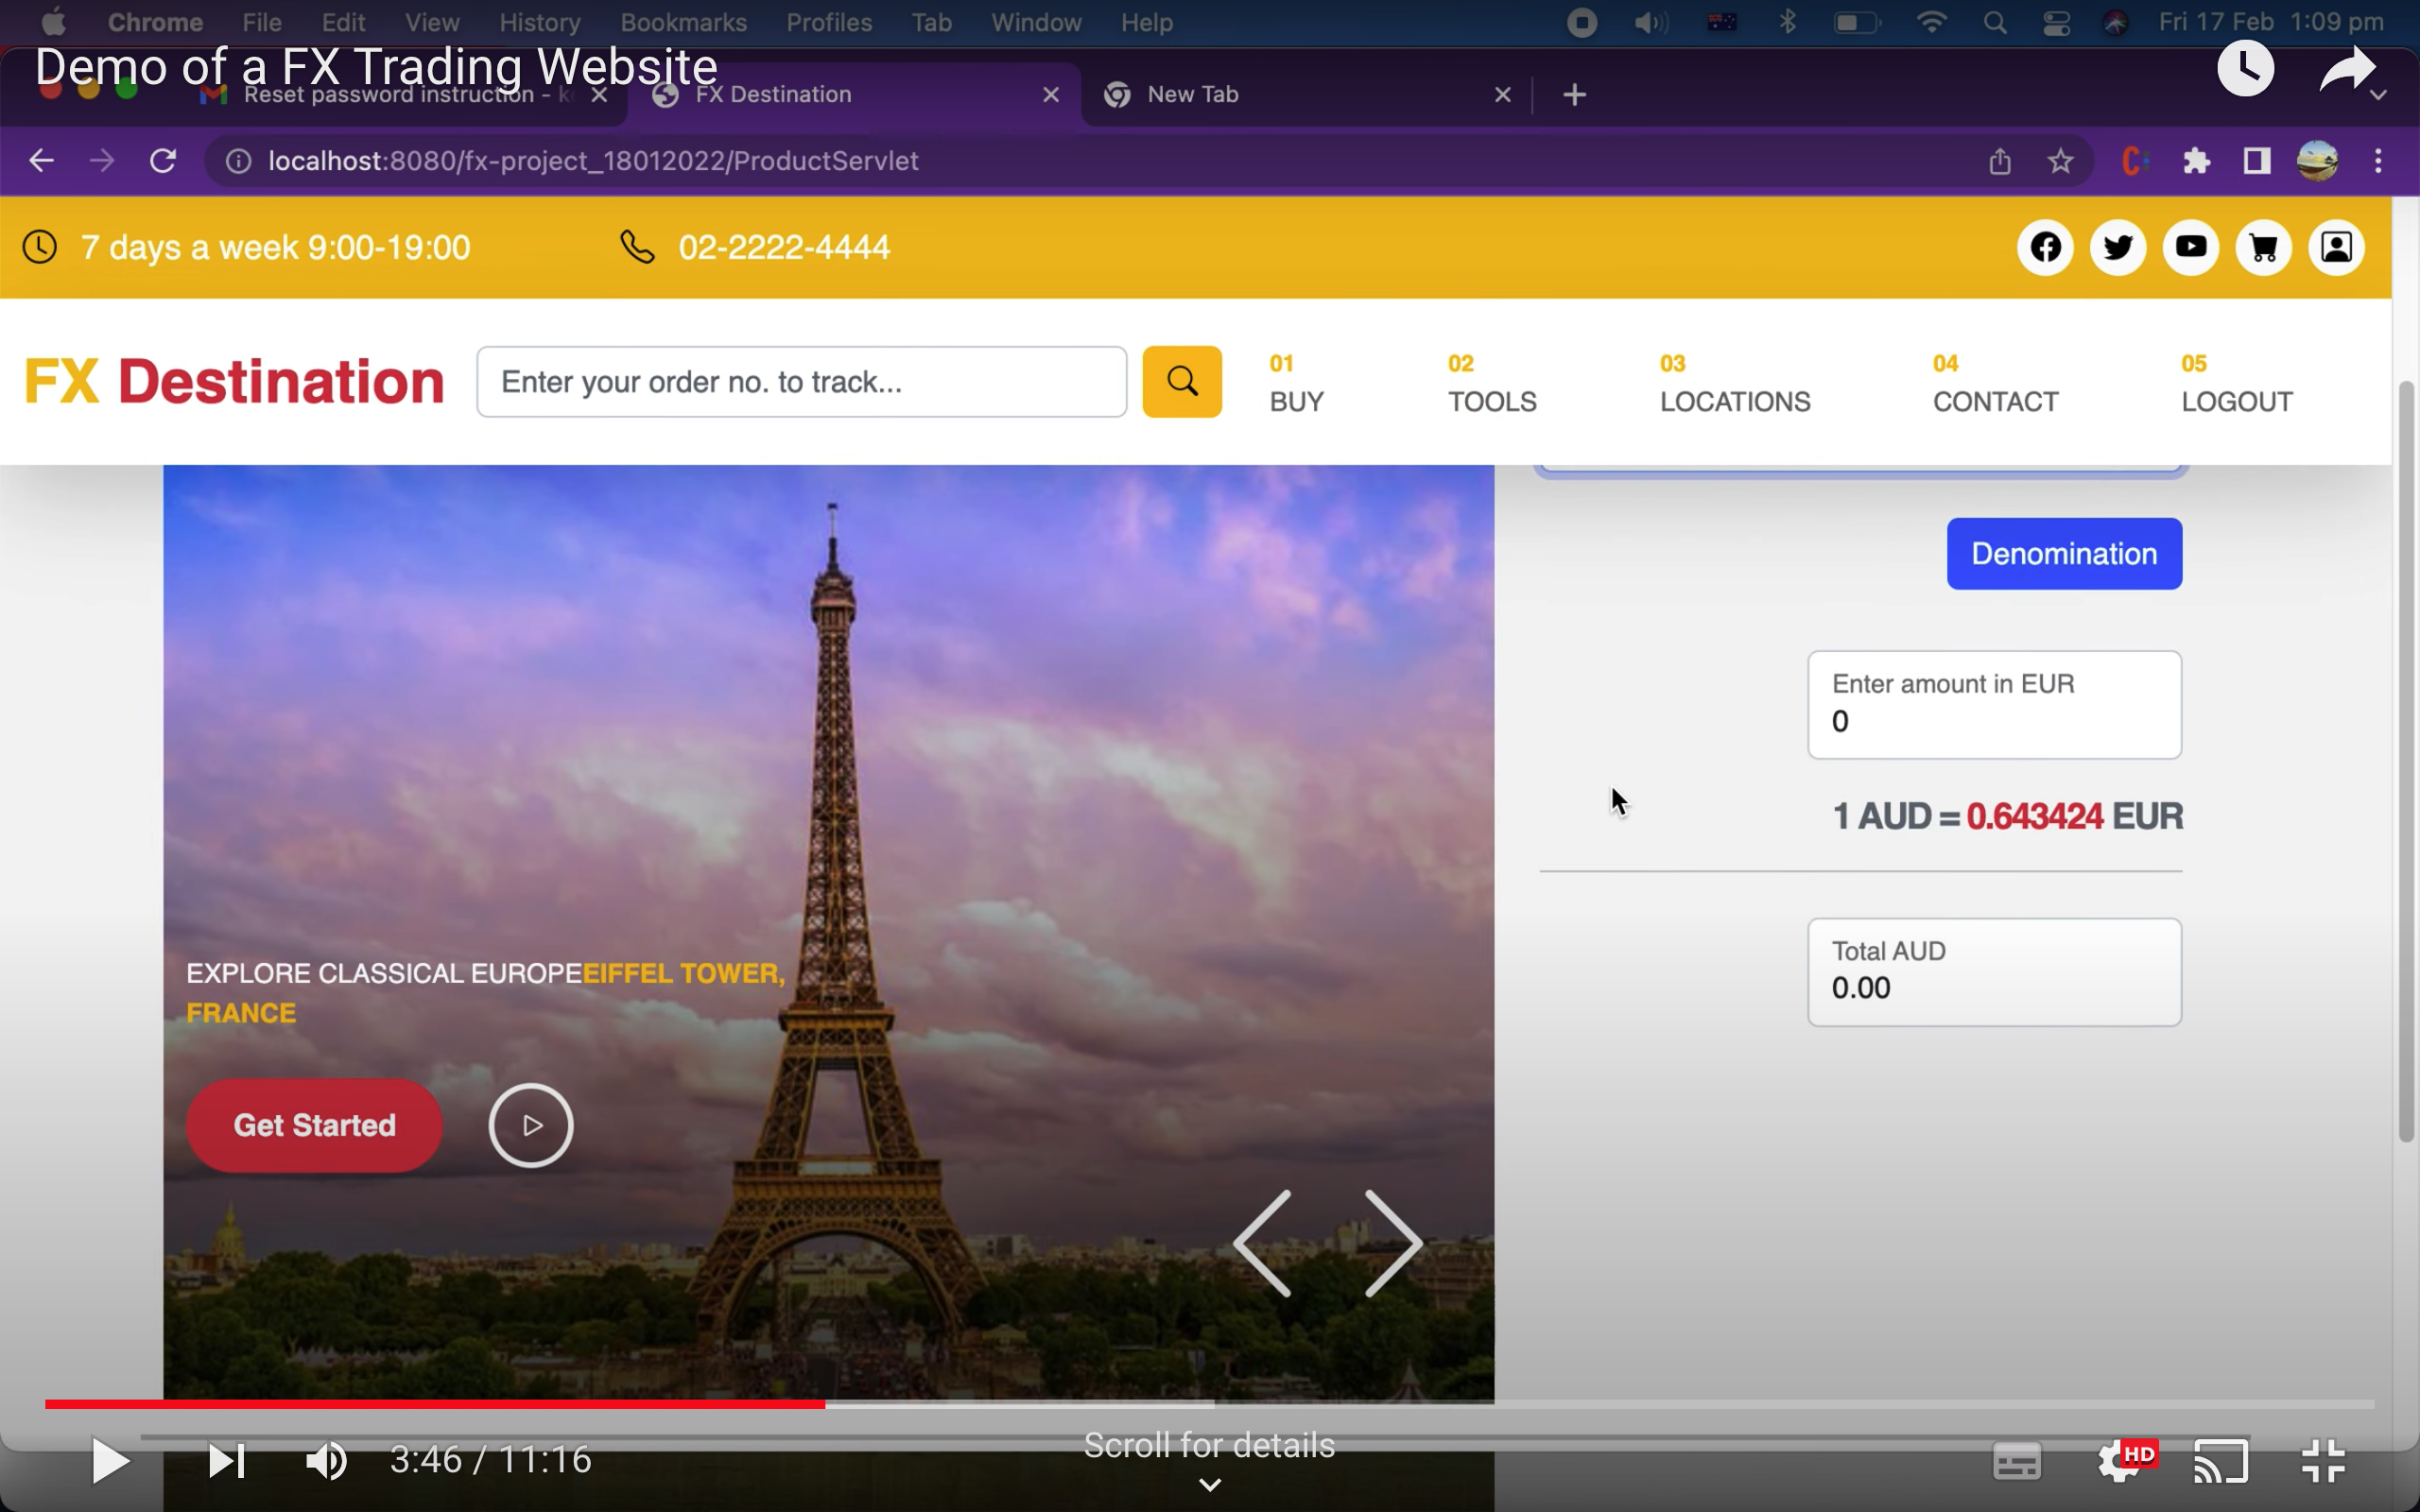 Chrome File Edit View History Bookmarks Profiles Tab Window Help Fri 17 Feb 1:09 pm
Demo of a FX Trading Website
Reset password instruction - FX Destination New Tab
localhost:8080/fx-project_18012022/ProductServlet
7 days a week 9:00-19:00 02-2222-4444
FX Destination
Enter your order no. to track...
01 BUY
02 TOOLS
03 LOCATIONS
04 CONTACT
05 LOGOUT
Denomination
Enter amount in EUR
0
1 AUD = 0.643424 EUR
Total AUD
0.00
EXPLORE CLASSICAL EUROPEEIFFEL TOWER,
FRANCE
Get Started
3:46 / 11:16
Scroll for details
HD